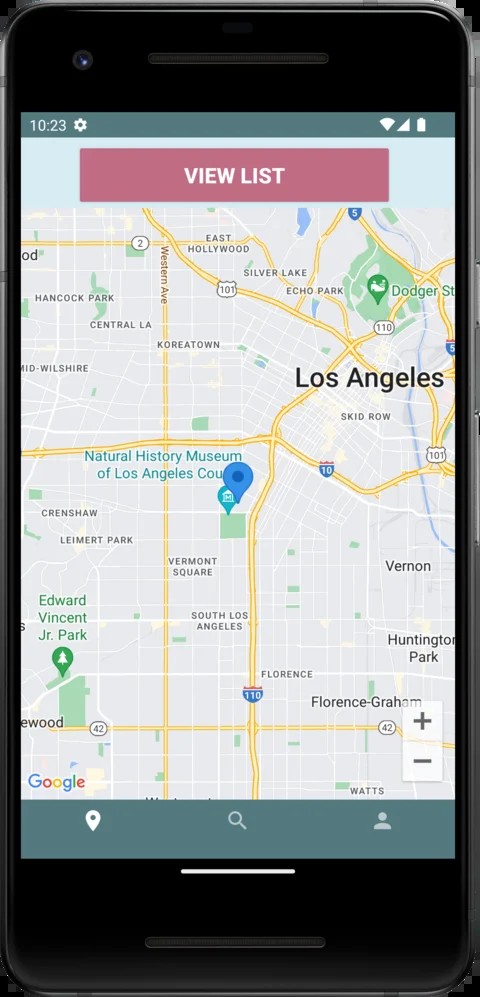 10:23
VIEW LIST
5
2
EAST
HOLLYWOOD
od
Western Ave
SILVER LAKE
101
ECHO PARK
Dodger St
HANCOCK PARK
110
CENTRAL LA
KOREATOWN
5
MID-WILSHIRE
Los Angeles
SKID ROW
Natural History Museum
of Los Angeles Cou
101
10
CRENSHAW
LEIMERT PARK
VERMONT
SQUARE
Vernon
Edward
Vincent
Jr. Park
SOUTH LOS
ANGELES
s
Huntington
Park
FLORENCE
110
Florence-Graham
ewood
42
42
+
−
Google
WATTS